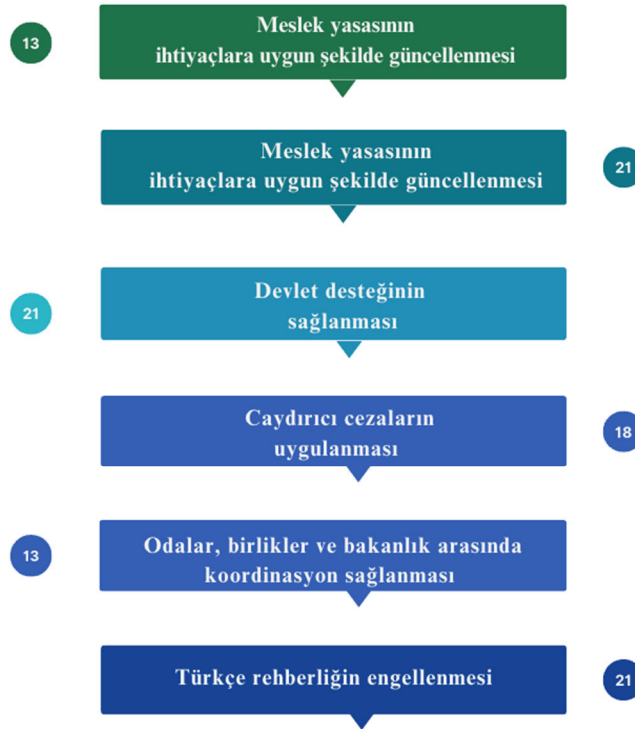 13
Meslek yasasının
ihtiyaçlara uygun şekilde güncellenmesi
Meslek yasasının
ihtiyaçlara uygun şekilde güncellenmesi
21
21
Devlet desteğinin
sağlanması
Caydırıcı cezaların
uygulanması
18
13
Odalar, birlikler ve bakanlık arasında
koordinasyon sağlanması
Türkçe rehberliğin engellenmesi
21